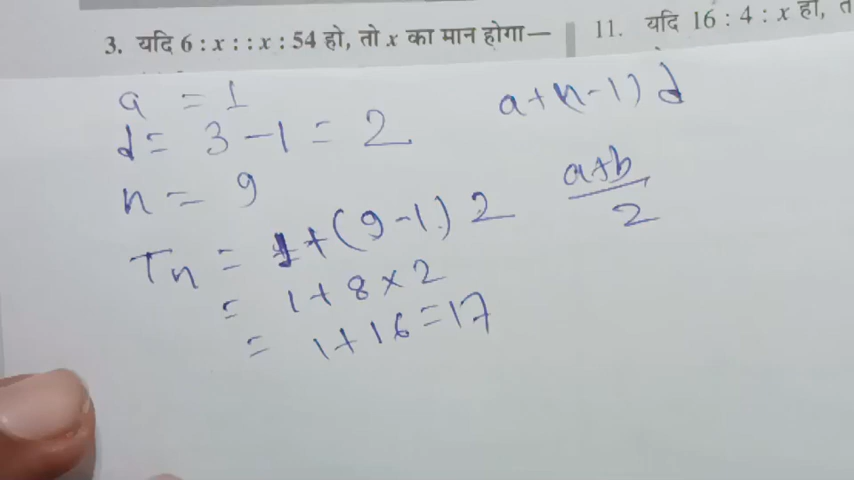 3. यदि 6 : x : : x : 54 हो, तो x का मान होगा—
11. यदि 16 : 4 : x हो,
a = 1
d = 3 - 1 = 2
n = 9
Tn = 1 + (9 - 1) 2
= 1 + 8 × 2
= 1 + 16 = 17
a + (n - 1) d
a + b
2